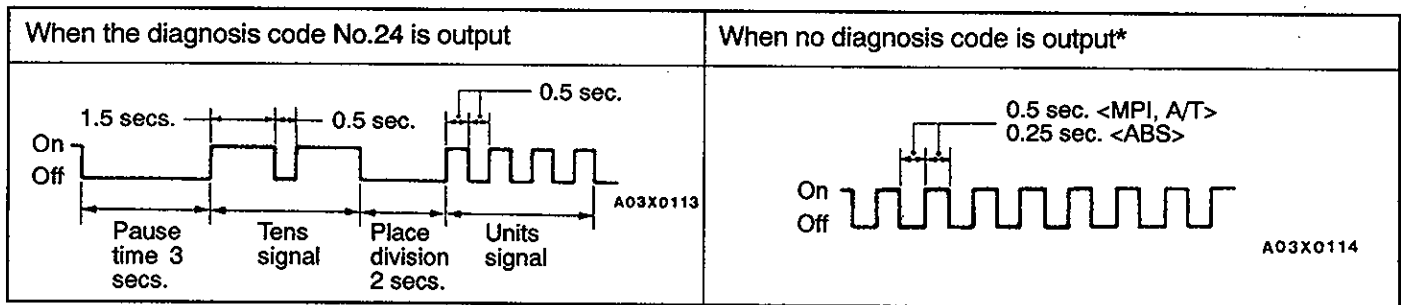 When the diagnosis code No.24 is output
0.5 sec.
1.5 secs.
0.5 sec.
On
Off
A03X0113
Pause
time 3
secs.
Tens
signal
Place
division
2 secs.
Units
signal
When no diagnosis code is output*
0.5 sec. <MPI, A/T>
0.25 sec. <ABS>
On
Off
A03X0114